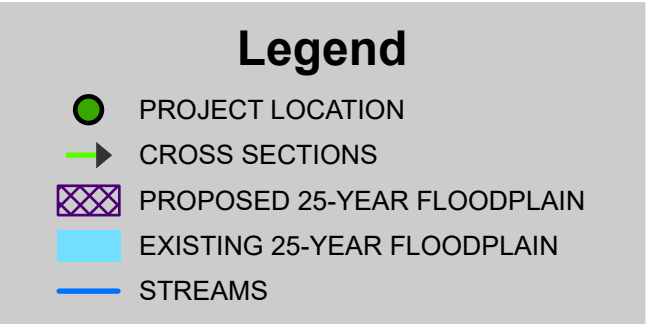 Legend
PROJECT LOCATION
CROSS SECTIONS
PROPOSED 25-YEAR FLOODPLAIN
EXISTING 25-YEAR FLOODPLAIN
STREAMS